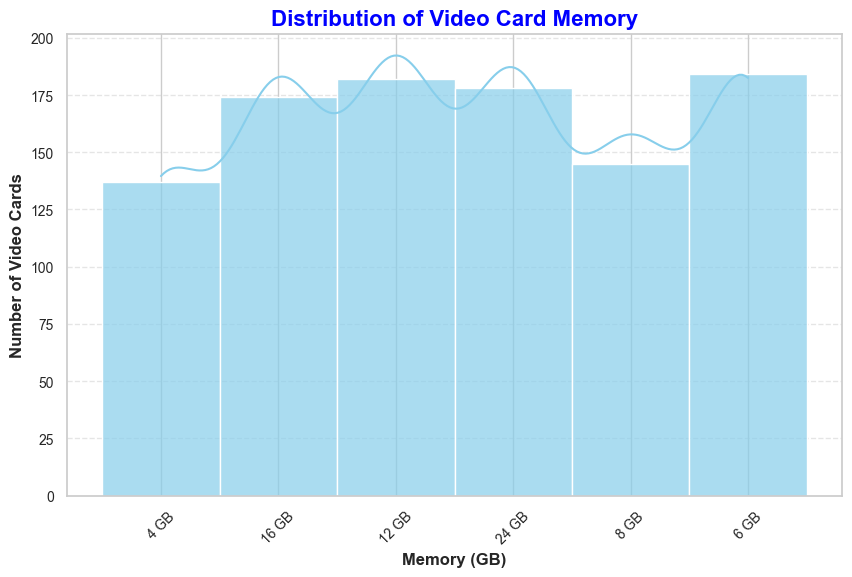 Distribution of Video Card Memory
Number of Video Cards
200
175
150
125
100
75
50
25
0
4 GB
16 GB
12 GB
24 GB
8 GB
6 GB
Memory (GB)